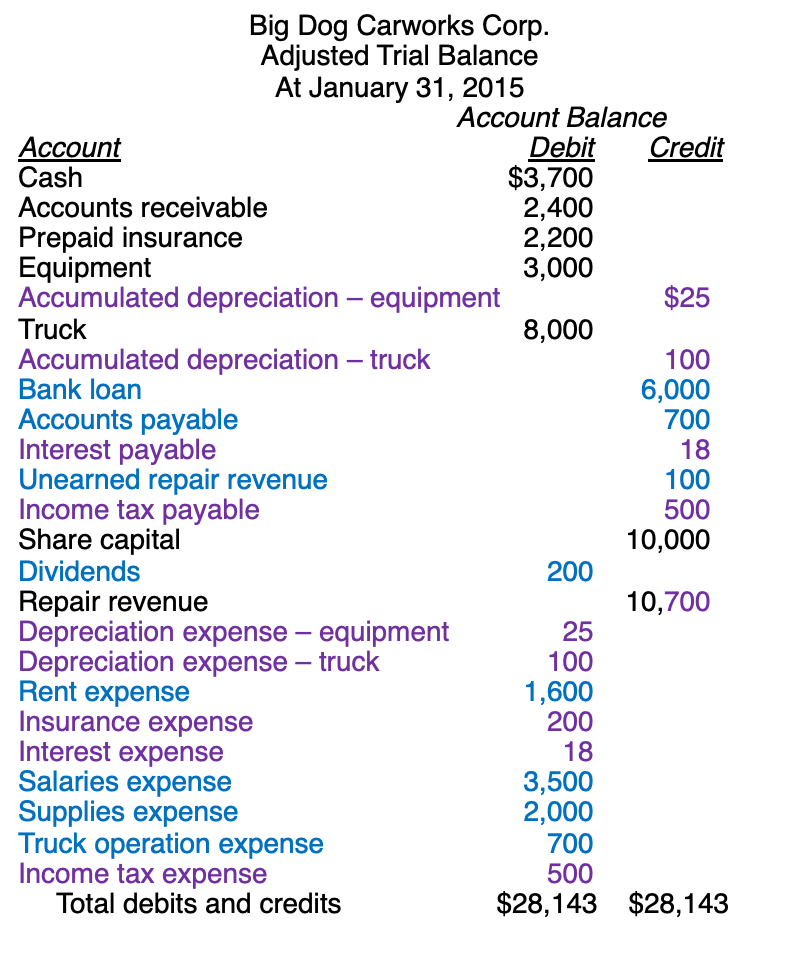 Big Dog Carworks Corp.
Adjusted Trial Balance
At January 31, 2015
Account Balance
Account Debit Credit
Cash $3,700
Accounts receivable 2,400
Prepaid insurance 2,200
Equipment 3,000
Accumulated depreciation – equipment $25
Truck 8,000
Accumulated depreciation – truck 100
Bank loan 6,000
Accounts payable 700
Interest payable 18
Unearned repair revenue 100
Income tax payable 500
Share capital 10,000
Dividends 200
Repair revenue 10,700
Depreciation expense – equipment 25
Depreciation expense – truck 100
Rent expense 1,600
Insurance expense 200
Interest expense 18
Salaries expense 3,500
Supplies expense 2,000
Truck operation expense 700
Income tax expense 500
Total debits and credits $28,143 $28,143